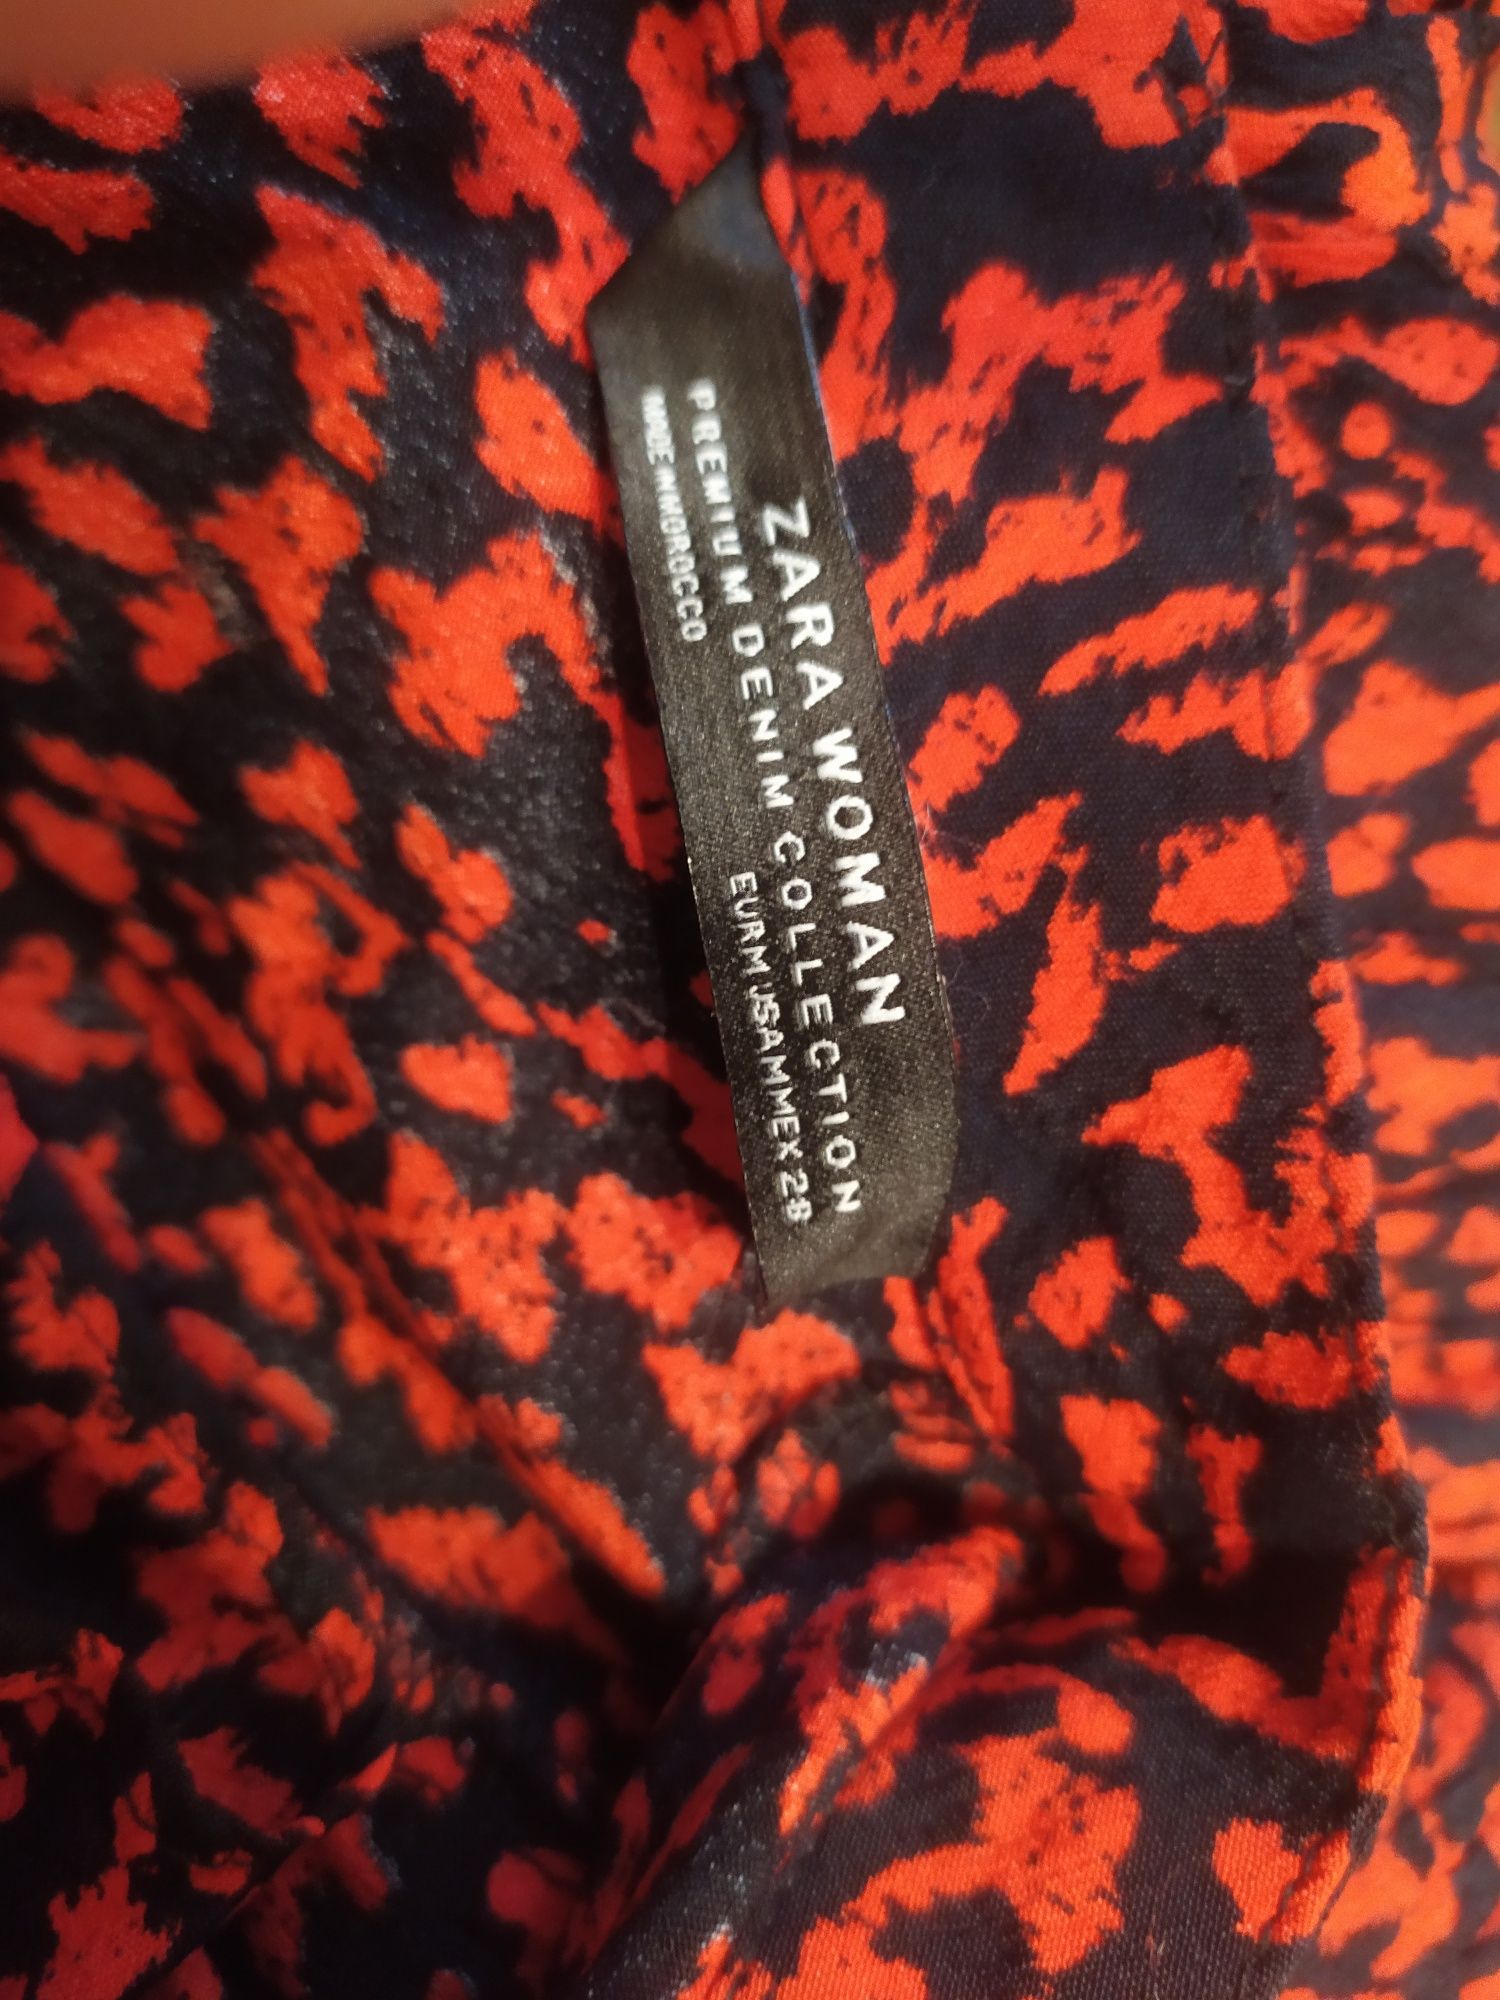 ZARA WOMAN
PREMIUM DENIM COLLECTION
MADE IN MOROCCO
EUR M USA M MEX 28